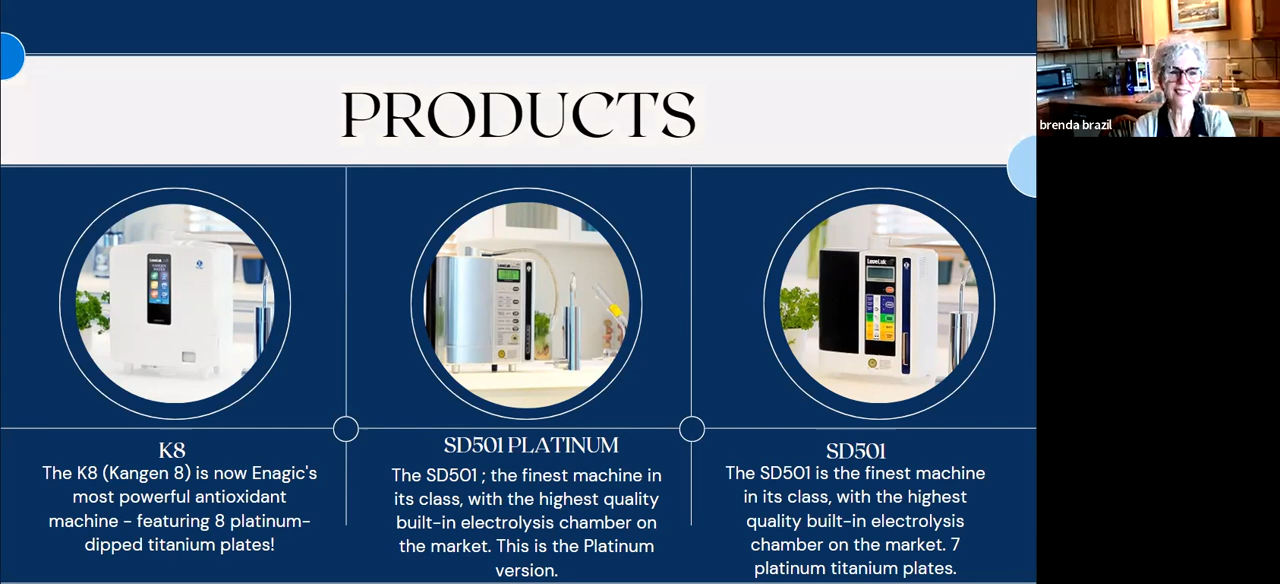 PRODUCTS
brenda brazil
K8
The K8 (Kangen 8) is now Enagic's
most powerful antioxidant
machine - featuring 8 platinum-
dipped titanium plates!
SD501 PLATINUM
The SD501 ; the finest machine in
its class, with the highest quality
built-in electrolysis chamber on
the market. This is the Platinum
version.
SD501
The SD501 is the finest machine
in its class, with the highest
quality built-in electrolysis
chamber on the market. 7
platinum titanium plates.